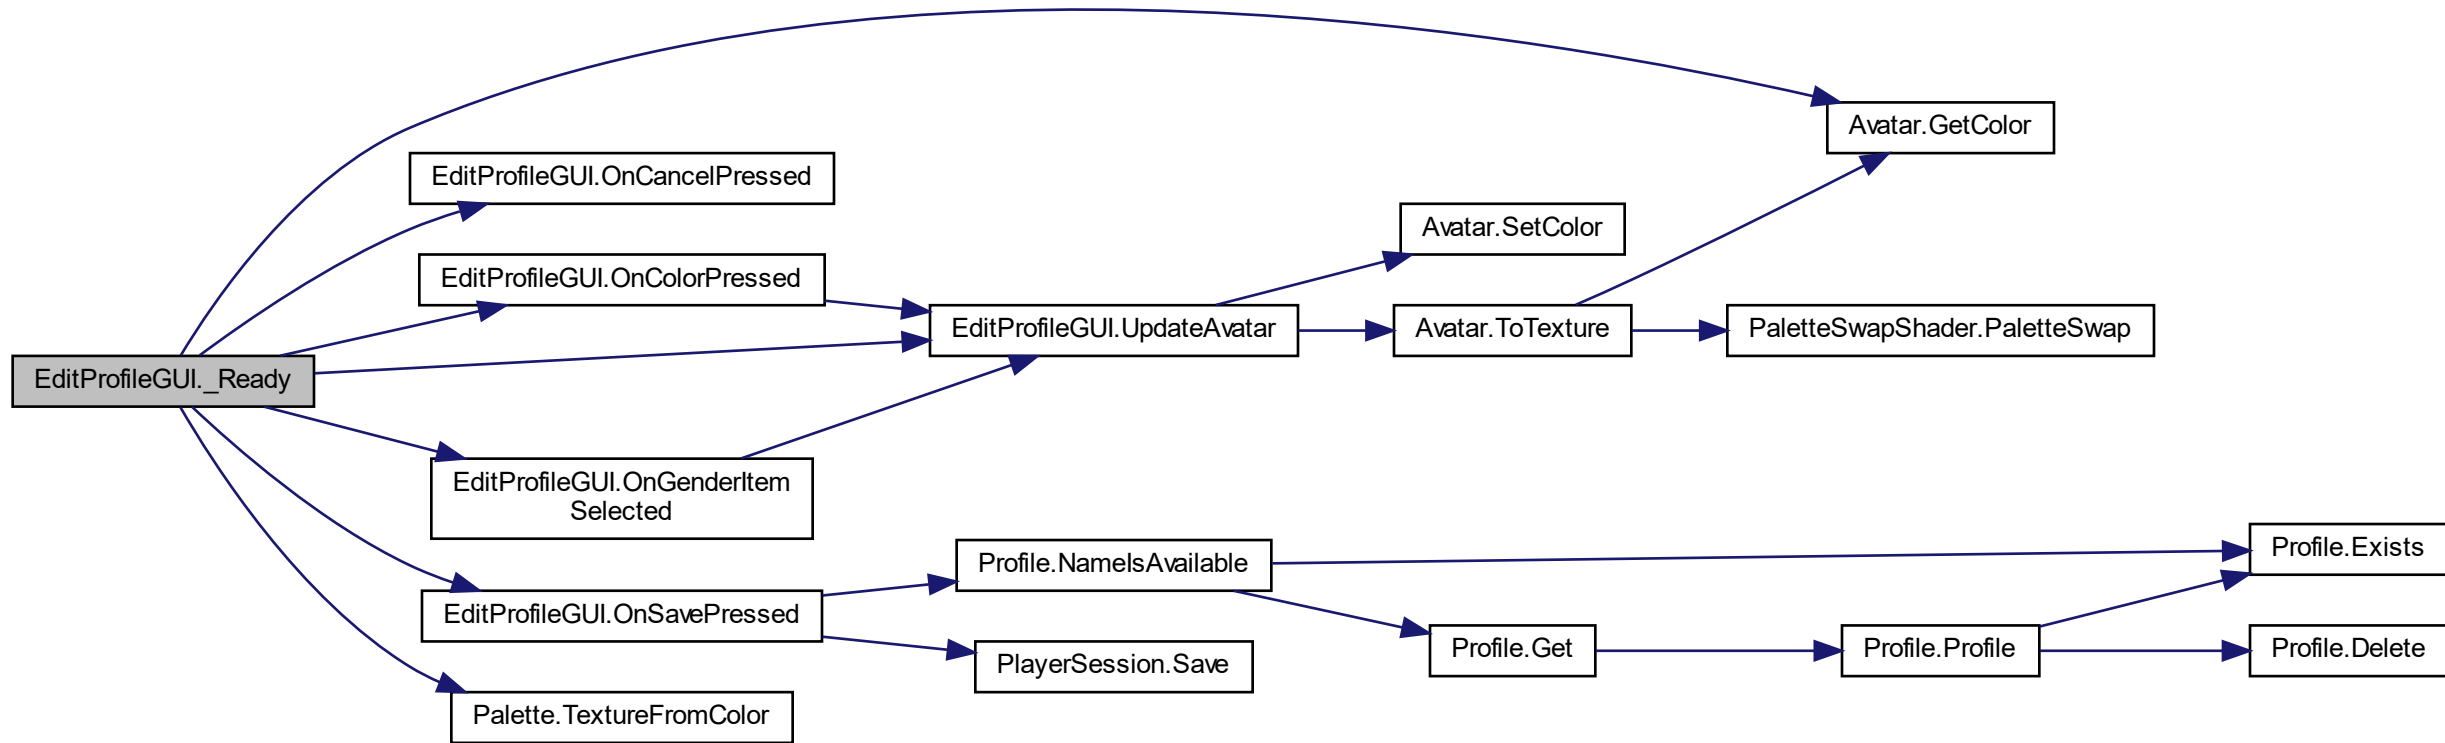 Avatar.GetColor
EditProfileGUI.OnCancelPressed
Avatar.SetColor
EditProfileGUI.OnColorPressed
EditProfileGUI.UpdateAvatar
Avatar.ToTexture
PaletteSwapShader.PaletteSwap
EditProfileGUI._Ready
EditProfileGUI.OnGenderItem
Selected
Profile.Exists
Profile.NameIsAvailable
EditProfileGUI.OnSavePressed
Profile.Get
Profile.Profile
Profile.Delete
PlayerSession.Save
Palette.TextureFromColor